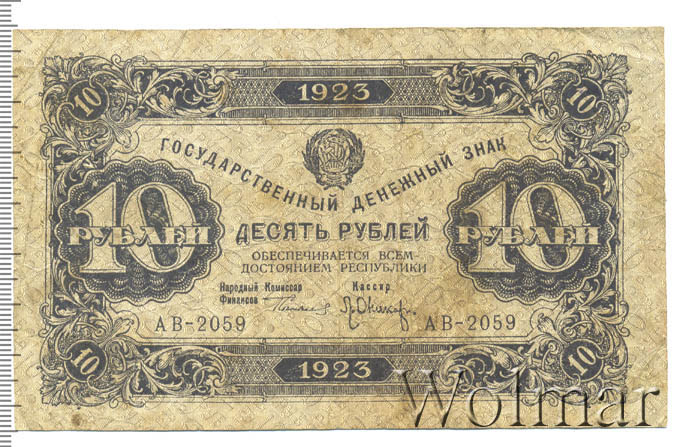 10 1923 10
ГОСУДАРСТВЕННЫЙ ДЕНЕЖНЫЙ ЗНАК
10 РУБЛЕЙ
ДЕСЯТЬ РУБЛЕЙ
10 РУБЛЕЙ
ОБЕСПЕЧИВАЕТСЯ ВСЕМ
ДОСТОЯНИЕМ РЕСПУБЛИКИ
Народный Комиссар
Финансов
Кассир
АВ-2059 АВ-2059
10 1923 10
Wolmar